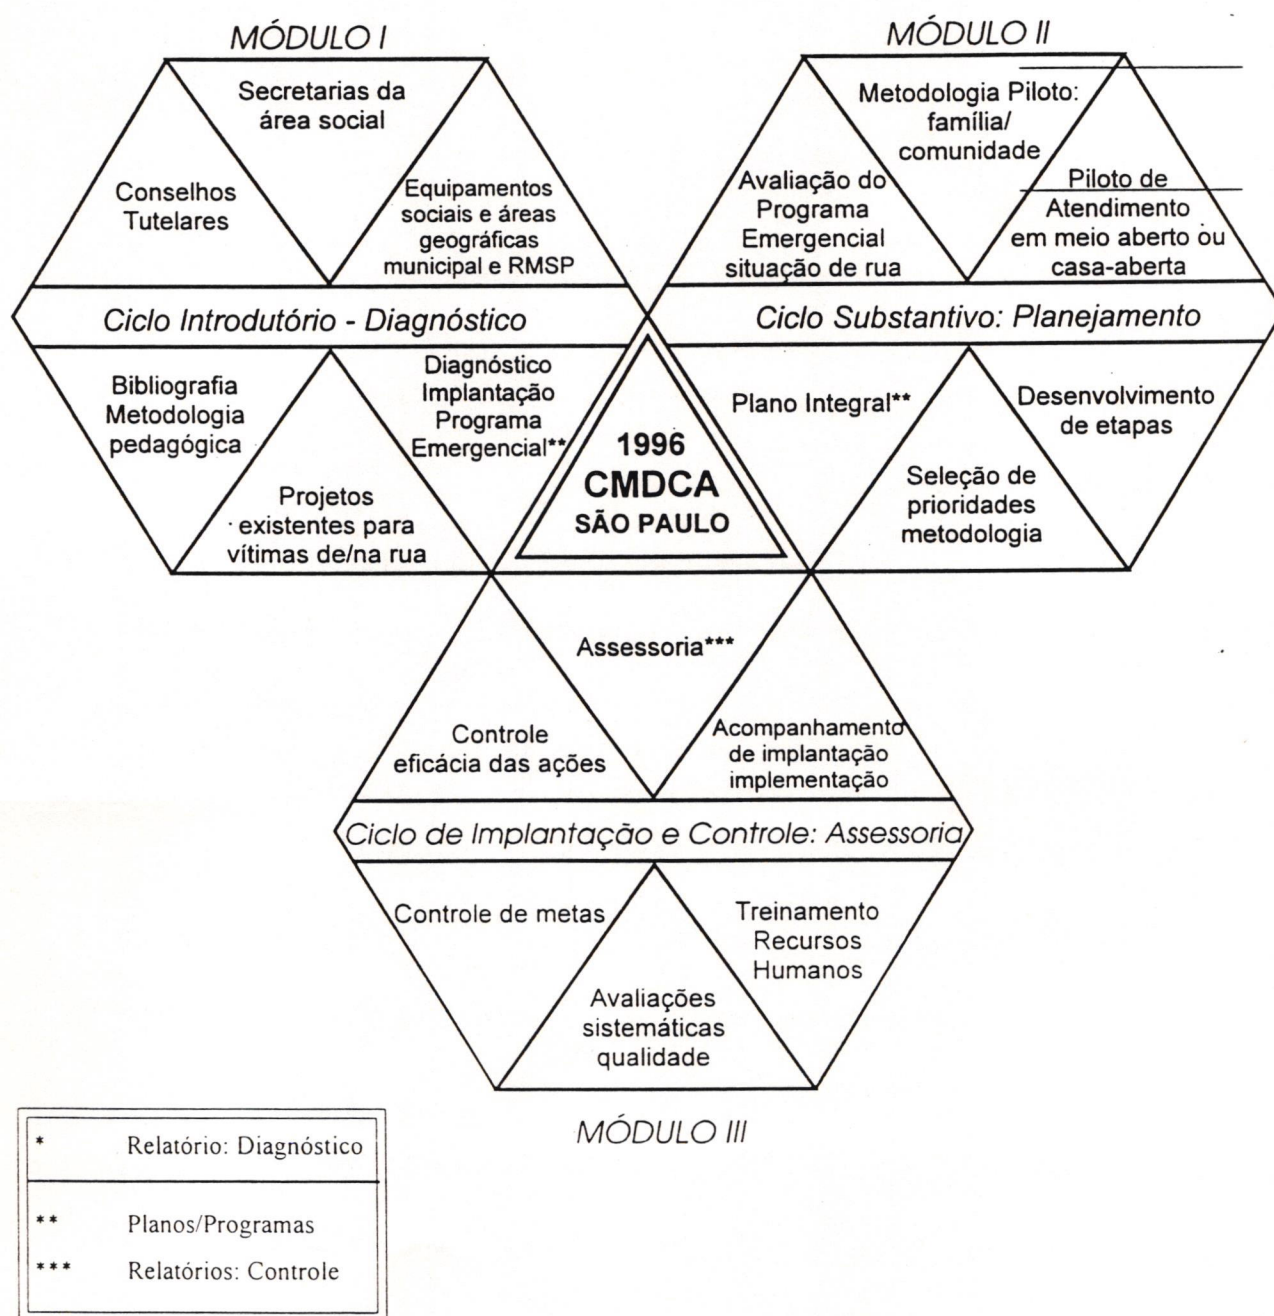 MÓDULO I
Secretarias da
área social
Conselhos
Tutelares
Equipamentos
sociais e áreas
geográficas
municipal e RMSP
Ciclo Introdutório - Diagnóstico
Bibliografia
Metodologia
pedagógica
Projetos
existentes para
vítimas de/na rua
Diagnóstico
Implantação
Programa
Emergencial**
MÓDULO II
Metodologia Piloto:
família/
comunidade
Avaliação do
Programa
Emergencial
situação de rua
Piloto de
Atendimento
em meio aberto ou
casa-aberta
Ciclo Substantivo: Planejamento
Plano Integral**
Seleção de
prioridades
metodologia
Desenvolvimento
de etapas
1996
CMDCA
SÃO PAULO
Assessoria***
Controle
eficácia das ações
Acompanhamento
de implantação
implementação
Ciclo de Implantação e Controle: Assessoria
Controle de metas
Avaliações
sistemáticas
qualidade
Treinamento
Recursos
Humanos
MÓDULO III
* Relatório: Diagnóstico
** Planos/Programas
*** Relatórios: Controle